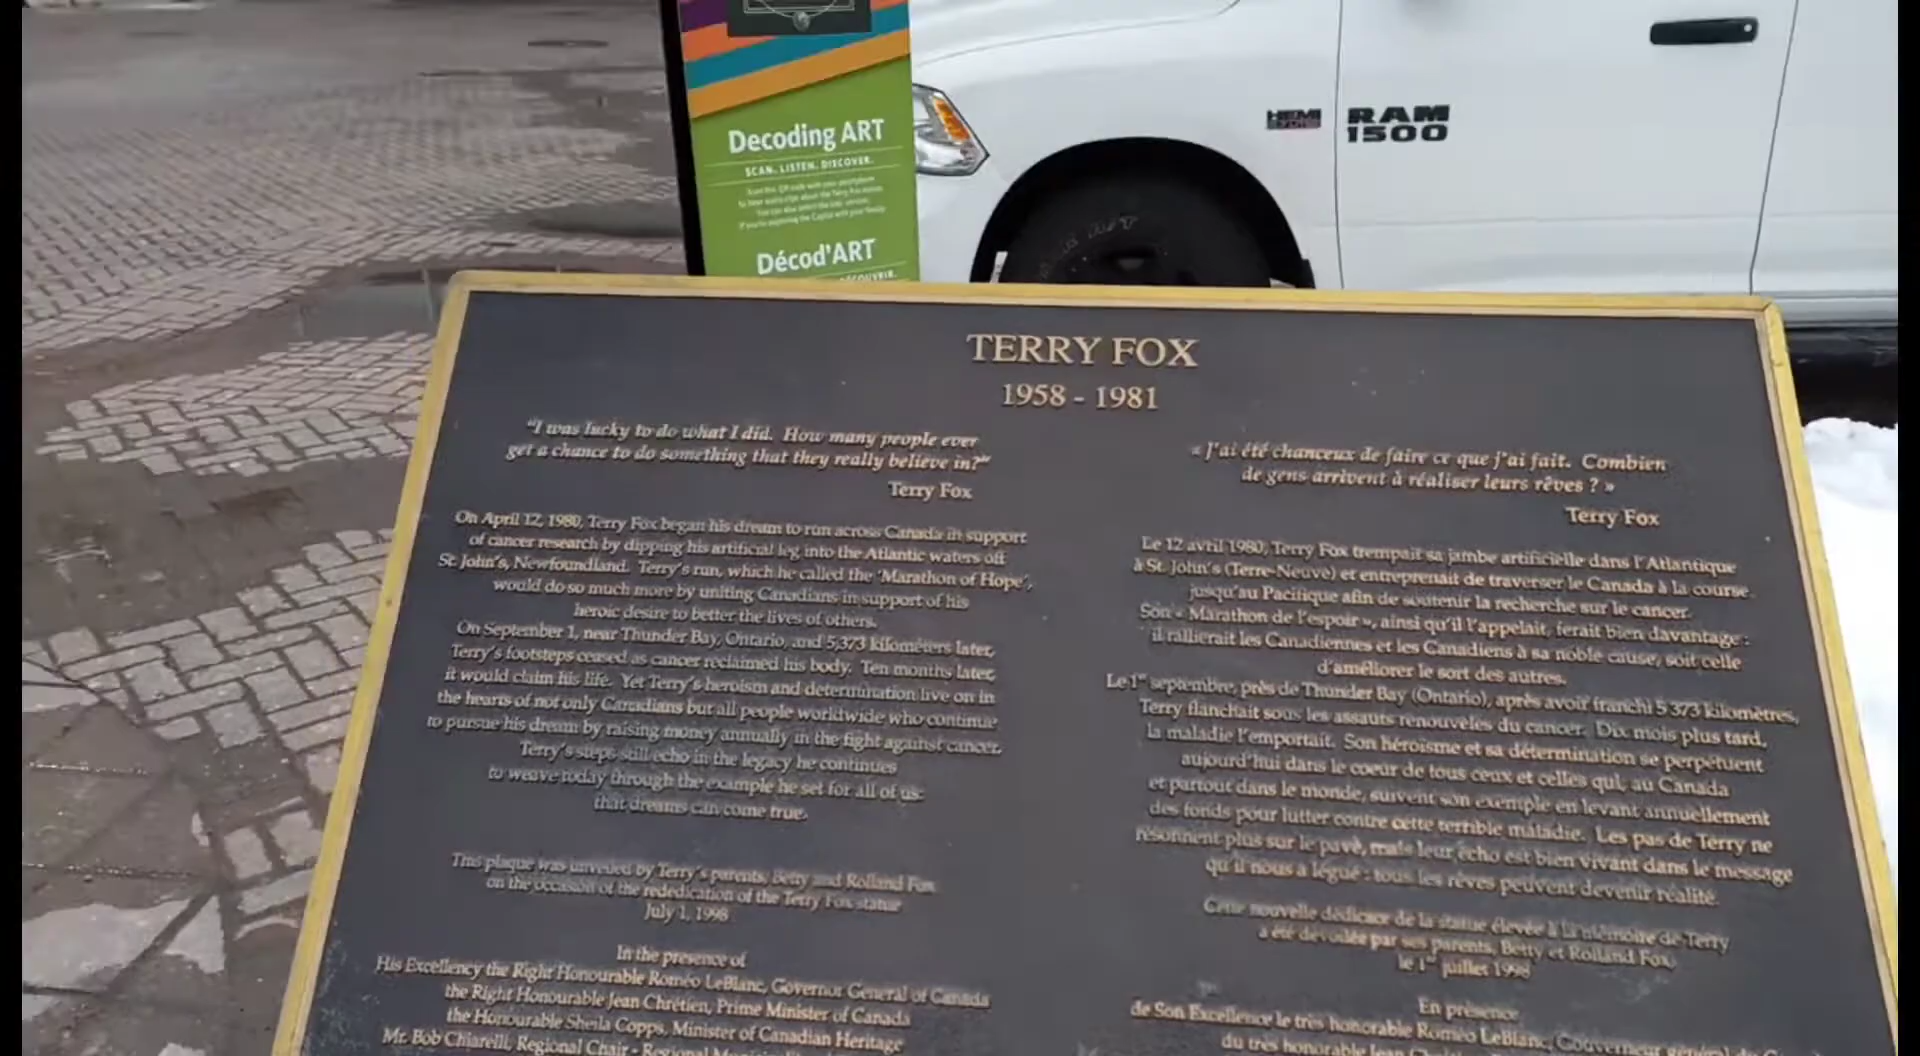 Decoding ART
SCAN. LISTEN. DISCOVER.
Décod'ART
HEMI
RAM
1500
TERRY FOX
1958 - 1981
"I was lucky to do what I did. How many people ever
get a chance to do something that they really believe in?"
Terry Fox
On April 12, 1980, Terry Fox began his dream to run across Canada in support
of cancer research by dipping his artificial leg into the Atlantic waters off
St. John's, Newfoundland. Terry's run, which he called the 'Marathon of Hope',
would do so much more by uniting Canadians in support of his
heroic desire to better the lives of others.
On September 1, near Thunder Bay, Ontario, and 5,373 kilometers later,
Terry's footsteps ceased as cancer reclaimed his body. Ten months later,
it would claim his life. Yet Terry's heroism and determination live on in
the hearts of not only Canadians but all people worldwide who continue
to pursue his dream by raising money annually in the fight against cancer.
Terry's steps still echo in the legacy he continues
to weave today through the example he set for all of us:
that dreams can come true.
This plaque was unveiled by Terry's parents, Betty and Rolland Fox
on the occasion of the rededication of the Terry Fox statue
July 1, 1998
In the presence of
His Excellency the Right Honourable Roméo LeBlanc, Governor General of Canada
the Right Honourable Jean Chrétien, Prime Minister of Canada
the Honourable Sheila Copps, Minister of Canadian Heritage
Mr. Bob Chiarelli, Regional Chair - Regional
« J'ai été chanceux de faire ce que j'ai fait. Combien
de gens arrivent à réaliser leurs rêves ? »
Terry Fox
Le 12 avril 1980, Terry Fox trempait sa jambe artificielle dans l'Atlantique
à St. John's (Terre-Neuve) et entreprenait de traverser le Canada à la course
jusqu'au Pacifique afin de soutenir la recherche sur le cancer.
Son « Marathon de l'espoir », ainsi qu'il l'appelait, ferait bien davantage :
il rallierait les Canadiennes et les Canadiens à sa noble cause, soit celle
d'améliorer le sort des autres.
Le 1er septembre, près de Thunder Bay (Ontario), après avoir franchi 5 373 kilomètres,
Terry flanchait sous les assauts renouvelés du cancer. Dix mois plus tard,
la maladie l'emportait. Son héroïsme et sa détermination se perpétuent
aujourd'hui dans le coeur de tous ceux et celles qui, au Canada
et partout dans le monde, suivent son exemple en levant annuellement
des fonds pour lutter contre cette terrible maladie. Les pas de Terry ne
résonnent plus sur le pavé, mais leur écho est bien vivant dans le message
qu'il nous a légué : tous les rêves peuvent devenir réalité.
Cette nouvelle dédicace de la statue élevée à la mémoire de Terry
a été dévoilée par ses parents, Betty et Rolland Fox,
le 1er juillet 1998
En présence
de Son Excellence le très honorable Roméo LeBlanc, Gouverneur général du
du très honorable Jean